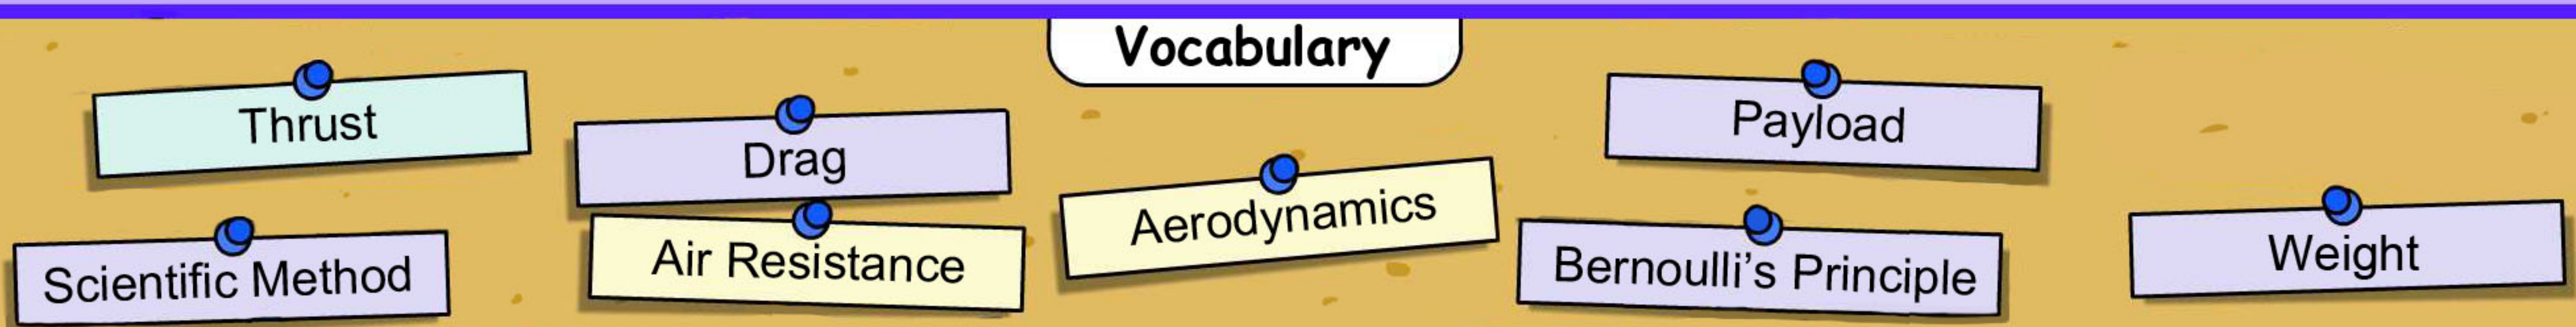 Vocabulary
Thrust
Drag
Payload
Scientific Method
Air Resistance
Aerodynamics
Bernoulli’s Principle
Weight